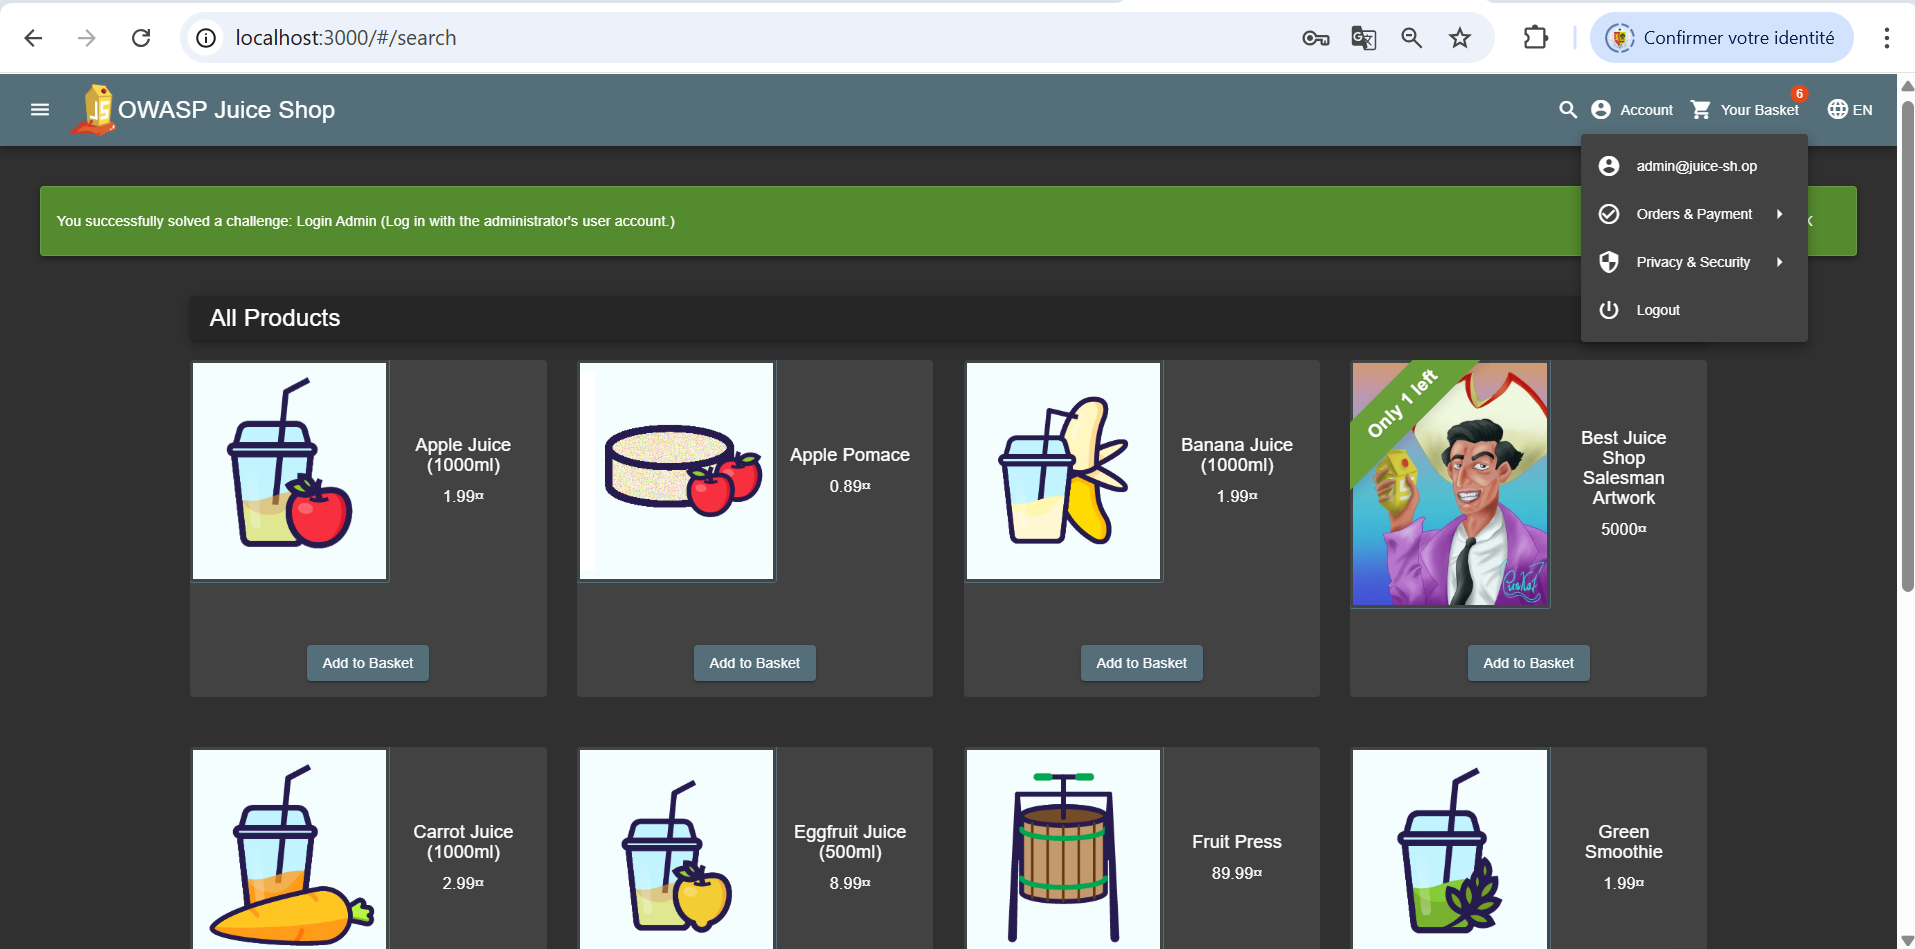 localhost:3000/#/search
Confirmer votre identité
OWASP Juice Shop
Account
Your Basket
6
EN
admin@juice-sh.op
Orders & Payment
Privacy & Security
Logout
You successfully solved a challenge: Login Admin (Log in with the administrator's user account.)
All Products
Apple Juice
(1000ml)
1.99¤
Add to Basket
Apple Pomace
0.89¤
Add to Basket
Banana Juice
(1000ml)
1.99¤
Add to Basket
Only 1 left
Best Juice
Shop
Salesman
Artwork
5000¤
Add to Basket
Carrot Juice
(1000ml)
2.99¤
Eggfruit Juice
(500ml)
8.99¤
Fruit Press
89.99¤
Green
Smoothie
1.99¤